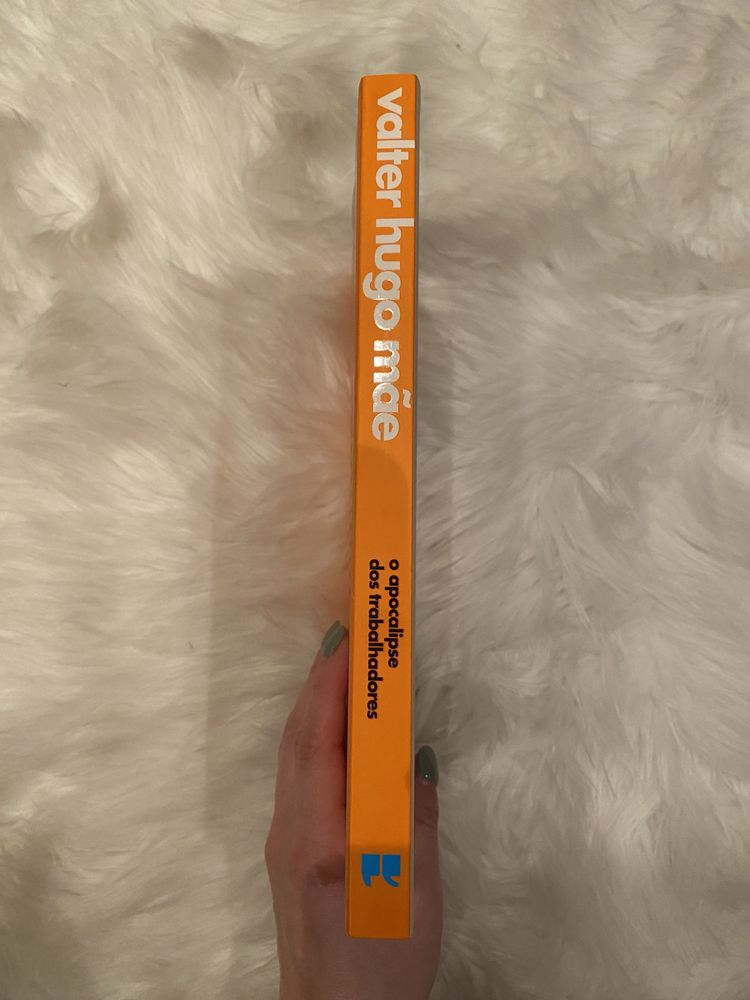 valter hugo mãe
o apocalipse
dos trabalhadores